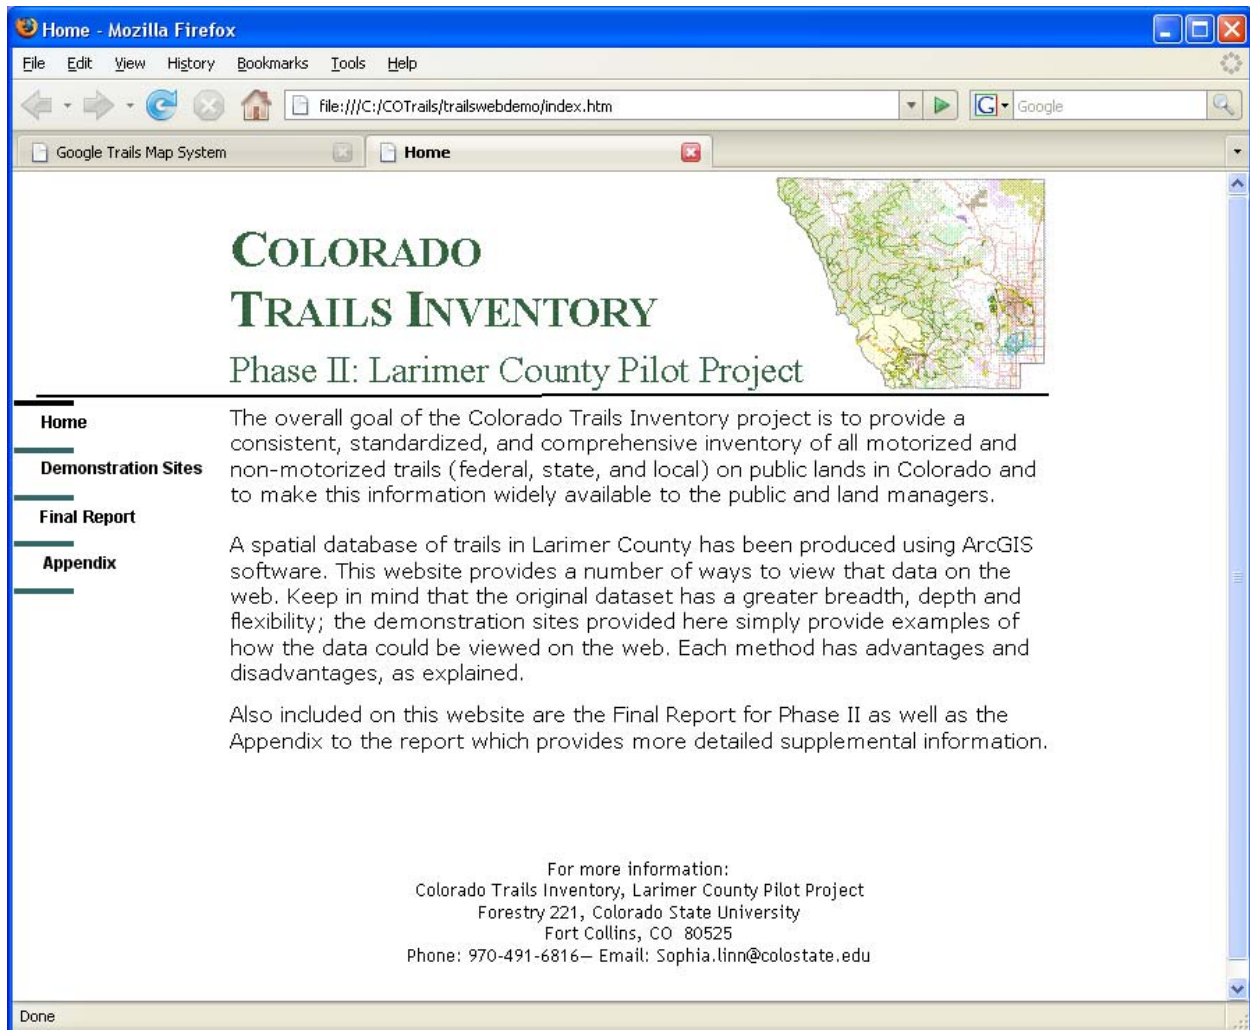 Home - Mozilla Firefox
File Edit View History Bookmarks Tools Help
file:///C:/COTrails/trailswebdemo/index.htm
G Google
Google Trails Map System
Home
COLORADO
TRAILS INVENTORY
Phase II: Larimer County Pilot Project
Home
Demonstration Sites
Final Report
Appendix
The overall goal of the Colorado Trails Inventory project is to provide a
consistent, standardized, and comprehensive inventory of all motorized and
non-motorized trails (federal, state, and local) on public lands in Colorado and
to make this information widely available to the public and land managers.
A spatial database of trails in Larimer County has been produced using ArcGIS
software. This website provides a number of ways to view that data on the
web. Keep in mind that the original dataset has a greater breadth, depth and
flexibility; the demonstration sites provided here simply provide examples of
how the data could be viewed on the web. Each method has advantages and
disadvantages, as explained.
Also included on this website are the Final Report for Phase II as well as the
Appendix to the report which provides more detailed supplemental information.
For more information:
Colorado Trails Inventory, Larimer County Pilot Project
Forestry 221, Colorado State University
Fort Collins, CO  80525
Phone: 970-491-6816— Email: Sophia.linn@colostate.edu
Done